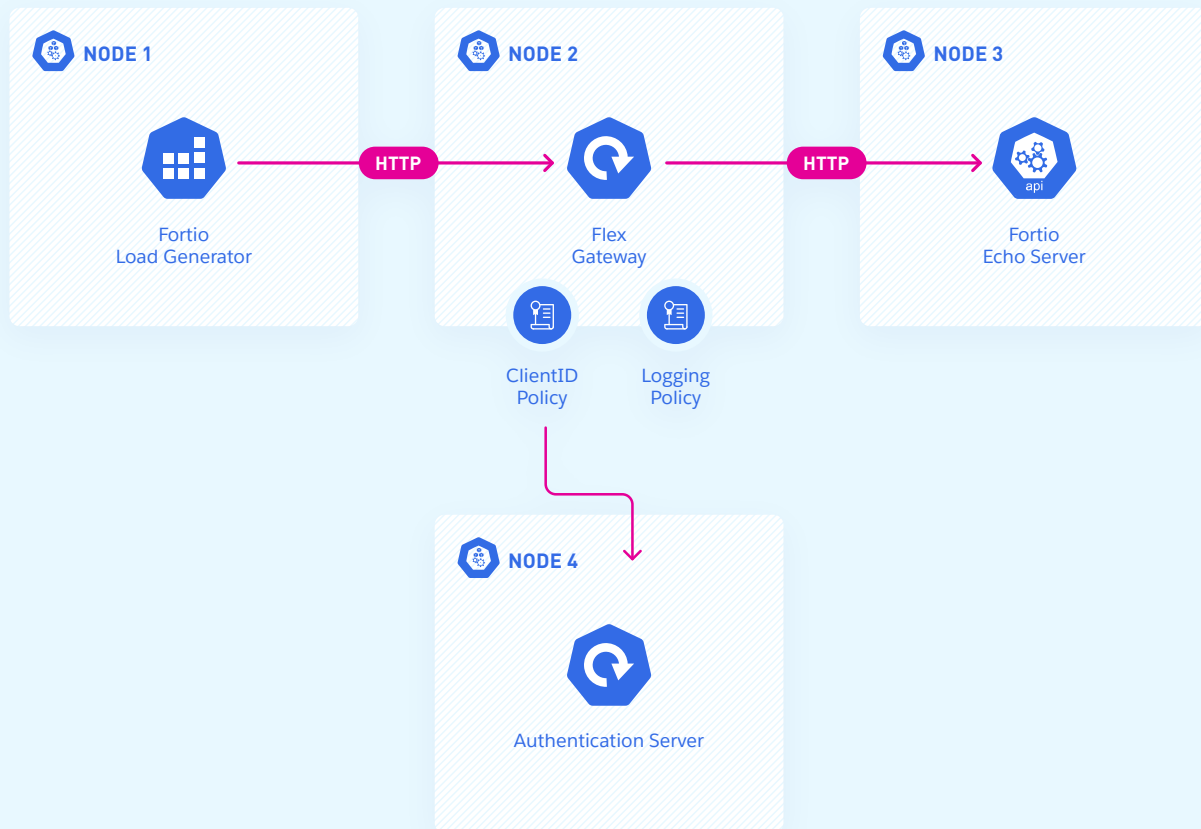 NODE 1
NODE 2
NODE 3
HTTP
HTTP
api
Fortio
Load Generator
Flex
Gateway
Fortio
Echo Server
ClientID
Policy
Logging
Policy
NODE 4
Authentication Server